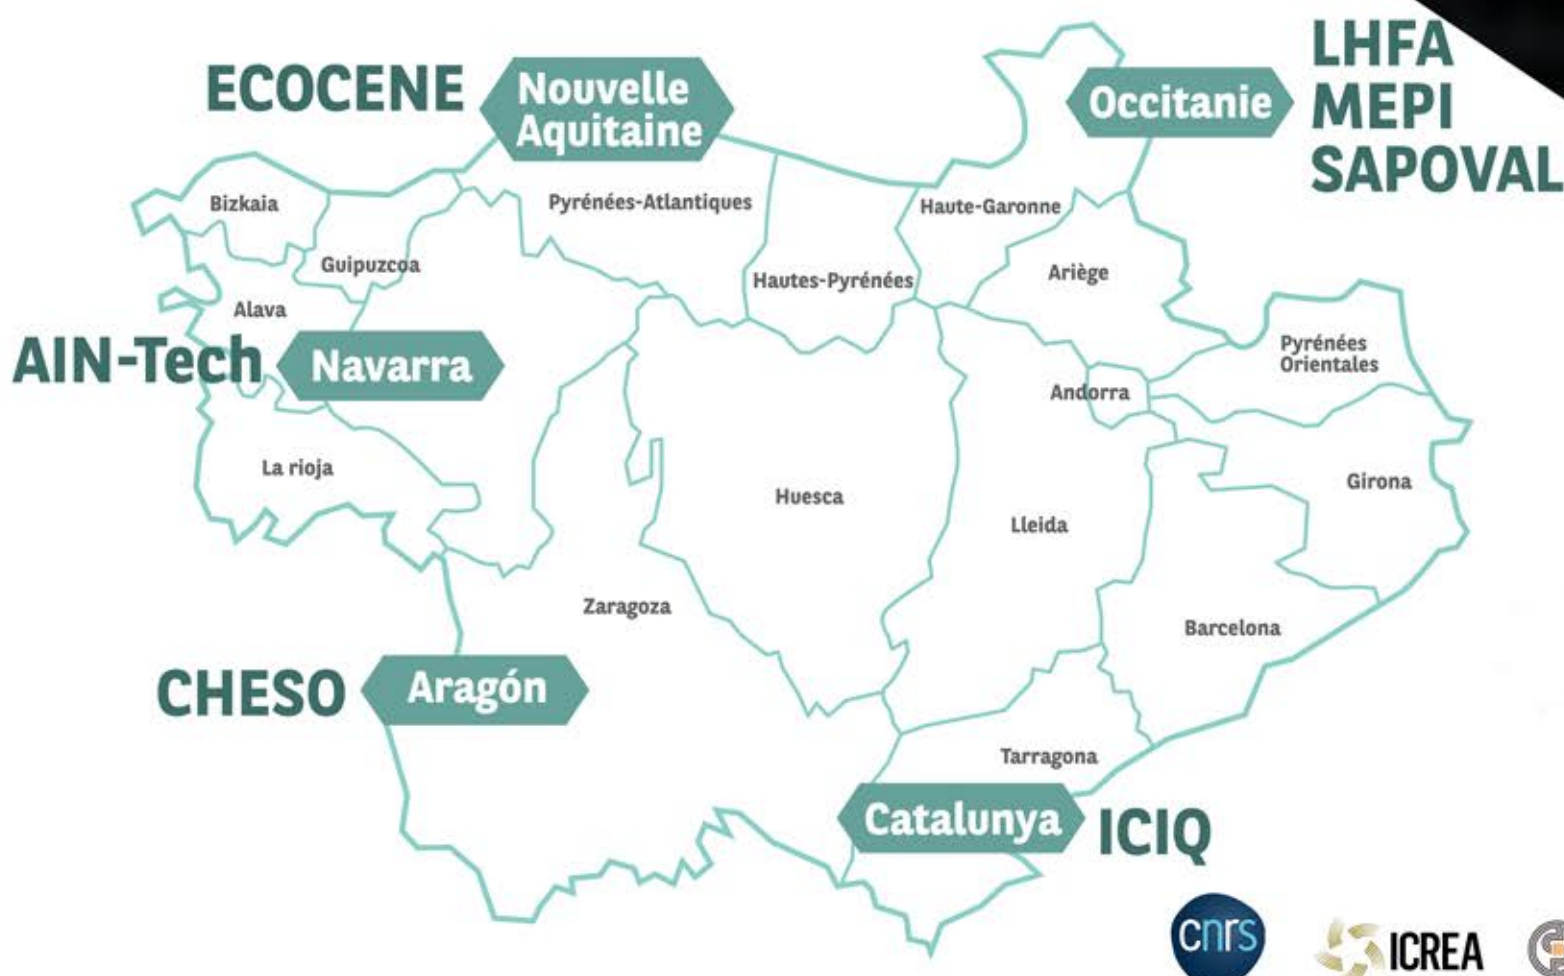 LHFA
MEPI
SAPOVAL
ECOCENE
Nouvelle
Aquitaine
Occitanie
Bizkaia
Pyrénées-Atlantiques
Haute-Garonne
Guipuzcoa
Hautes-Pyrénées
Ariège
Alava
AIN-Tech
Navarra
Pyrénées
Orientales
Andorra
La rioja
Huesca
Girona
Lleida
Zaragoza
Barcelona
CHESO
Aragón
Tarragona
Catalunya
ICIQ
cnrs
ICREA